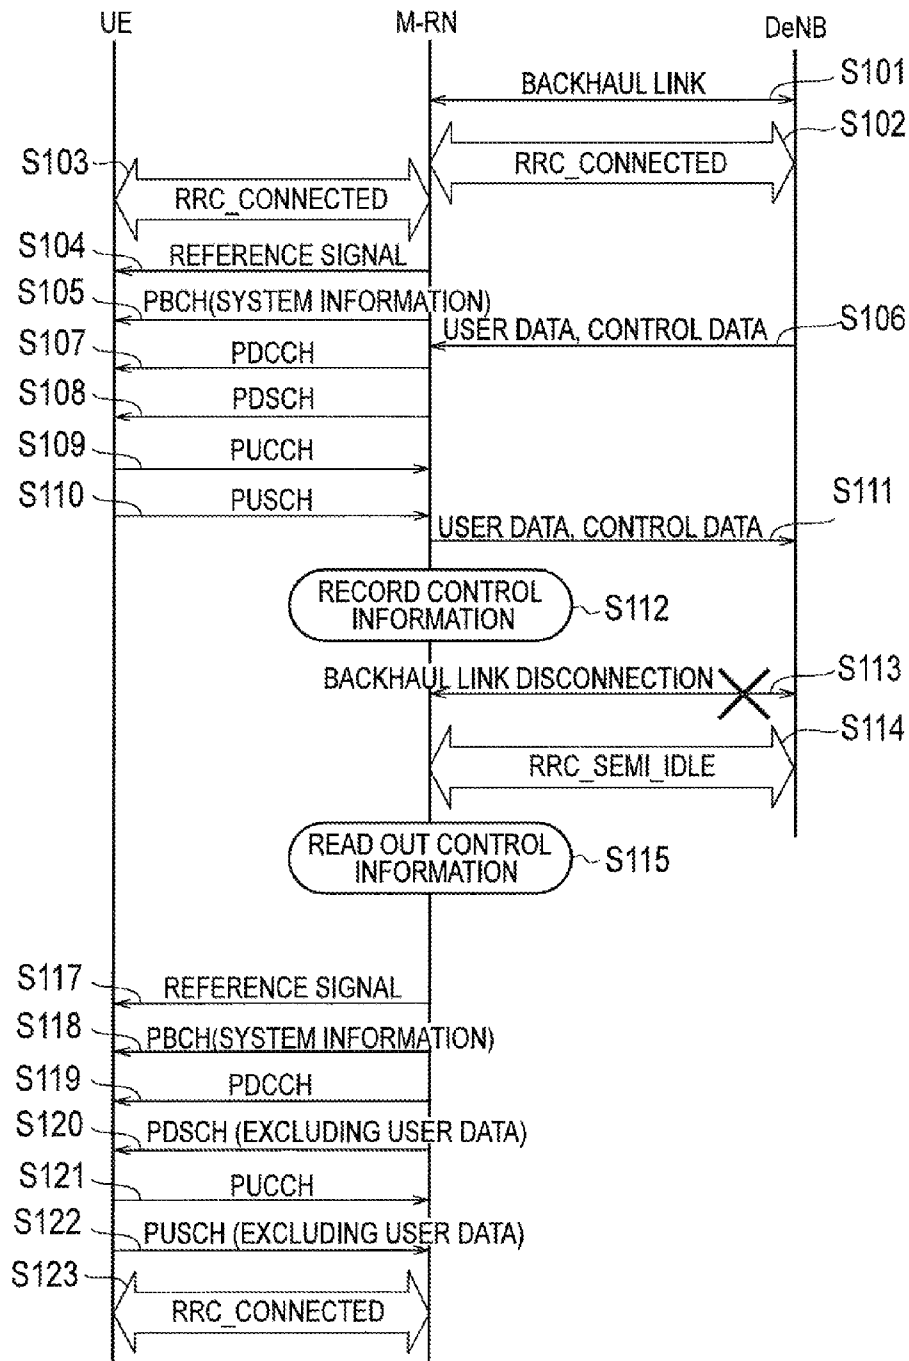 UE
M-RN
DeNB
BACKHAUL LINK
S101
S102
RRC_CONNECTED
S103
RRC_CONNECTED
S104
REFERENCE SIGNAL
S105
PBCH(SYSTEM INFORMATION)
USER DATA, CONTROL DATA
S106
S107
PDCCH
S108
PDSCH
S109
PUCCH
S110
PUSCH
S111
USER DATA, CONTROL DATA
RECORD CONTROL
INFORMATION
S112
BACKHAUL LINK DISCONNECTION
S113
S114
RRC_SEMI_IDLE
READ OUT CONTROL
INFORMATION
S115
S117
REFERENCE SIGNAL
S118
PBCH(SYSTEM INFORMATION)
S119
PDCCH
S120
PDSCH (EXCLUDING USER DATA)
S121
PUCCH
S122
PUSCH (EXCLUDING USER DATA)
S123
RRC_CONNECTED